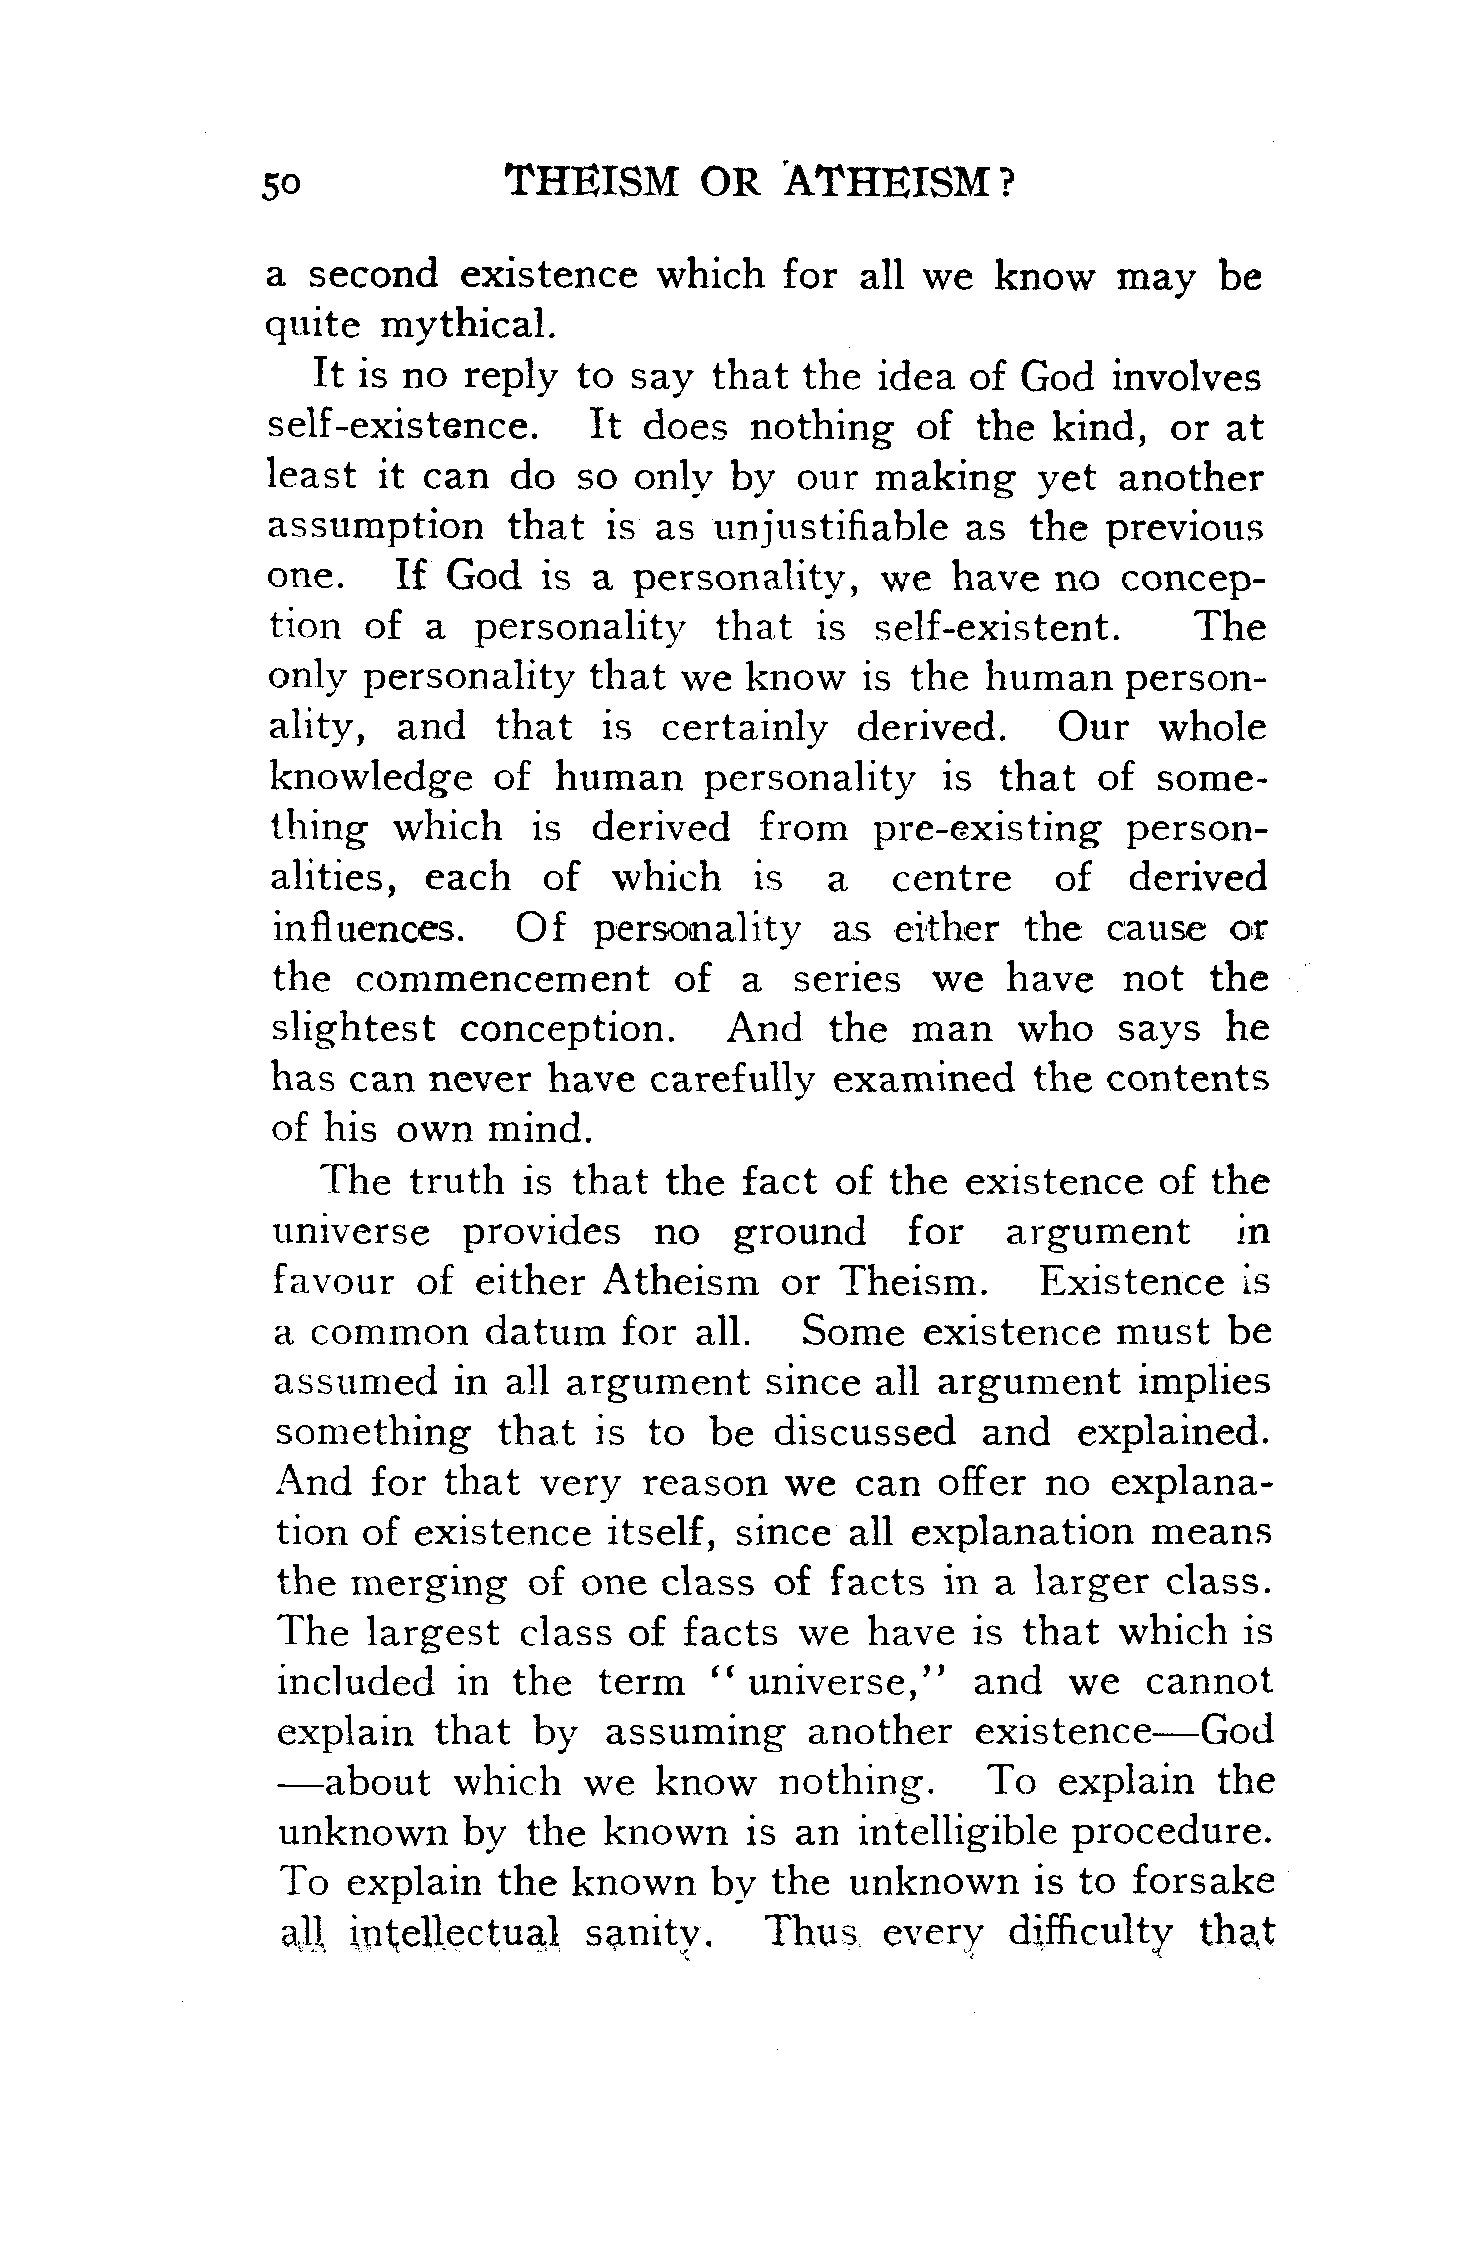 50 THEISM OR ATHEISM ?
a second existence which for all we know may be
quite mythical.
It is no reply to say that the idea of God involves
self-existence. It does nothing of the kind, or at
least it can do so only by our making yet another
assumption that is as unjustifiable as the previous
one. If God is a personality, we have no concep-
tion of a personality that is self-existent. The
only personality that we know is the human person-
ality, and that is certainly derived. Our whole
knowledge of human personality is that of some-
thing which is derived from pre-existing person-
alities, each of which is a centre of derived
influences. Of personality as either the cause or
the commencement of a series we have not the
slightest conception. And the man who says he
has can never have carefully examined the contents
of his own mind.
The truth is that the fact of the existence of the
universe provides no ground for argument in
favour of either Atheism or Theism. Existence is
a common datum for all. Some existence must be
assumed in all argument since all argument implies
something that is to be discussed and explained.
And for that very reason we can offer no explana-
tion of existence itself, since all explanation means
the merging of one class of facts in a larger class.
The largest class of facts we have is that which is
included in the term " universe," and we cannot
explain that by assuming another existence—God
—about which we know nothing. To explain the
unknown by the known is an intelligible procedure.
To explain the known by the unknown is to forsake
all intellectual sanity. Thus every difficulty that